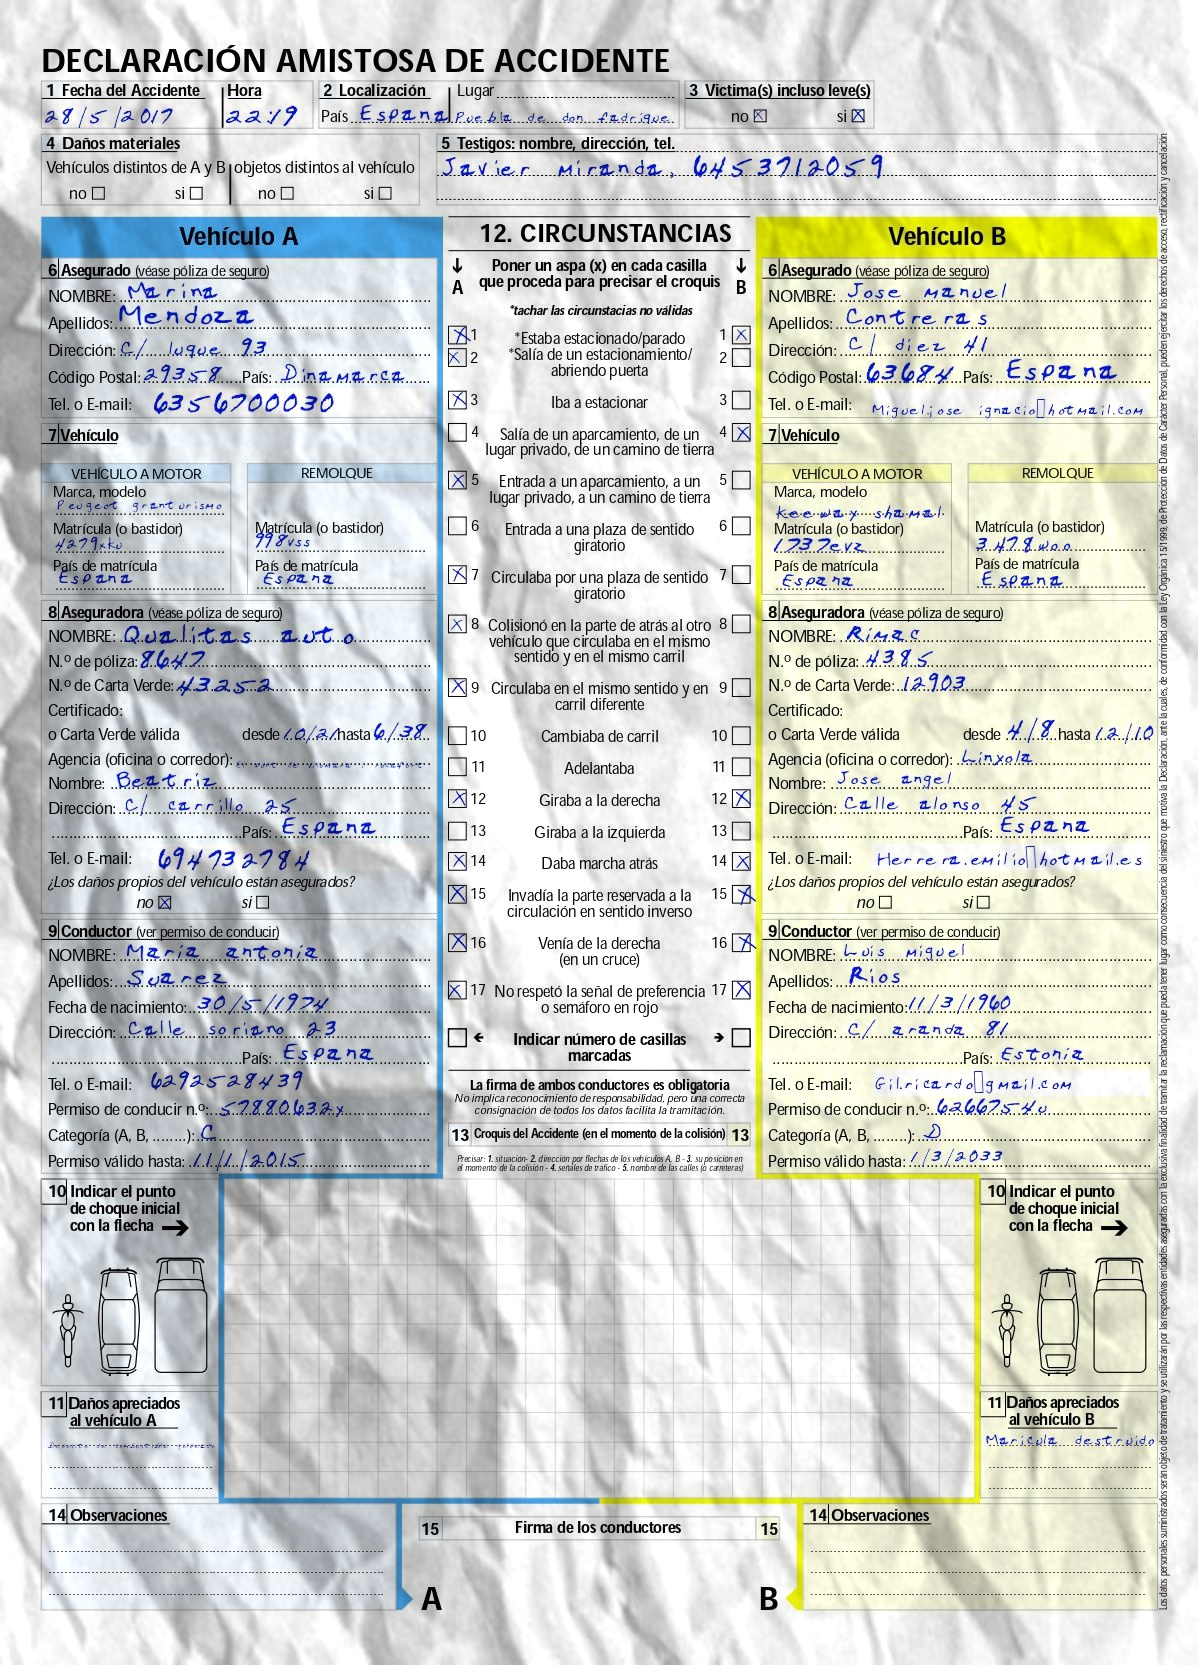 DECLARACIÓN AMISTOSA DE ACCIDENTE
1 Fecha del Accidente Hora 2 Localización Lugar 3 Victima(s) incluso leve(s)
28/5/2017 22:19 País Espana Puebla de don fadrique no ☒ si ☒
4 Daños materiales 5 Testigos: nombre, dirección, tel.
Vehículos distintos de A y B objetos distintos al vehículo Javier Miranda, 6453712059
no ☐ si ☐ no ☐ si ☐
Vehículo A
6 Asegurado (véase póliza de seguro)
NOMBRE: Marina
Apellidos: Mendoza
Dirección: C/ luque 93
Código Postal: 29358 País: Dinamarca
Tel. o E-mail: 6356700030
7 Vehículo
VEHÍCULO A MOTOR REMOLQUE
Marca, modelo
Peugeot granturismo
Matrícula (o bastidor) Matrícula (o bastidor)
4279xku 998vss
País de matrícula País de matrícula
Espana Espana
8 Aseguradora (véase póliza de seguro)
NOMBRE: Qualitas auto
N.º de póliza: 8647
N.º de Carta Verde: 43252
Certificado:
o Carta Verde válida desde 10/21 hasta 6/38
Agencia (oficina o corredor):
Nombre: Beatriz
Dirección: C/ carrillo 25
País: Espana
Tel. o E-mail: 694732784
¿Los daños propios del vehículo están asegurados?
no ☒ si ☐
9 Conductor (ver permiso de conducir)
NOMBRE: Maria antonia
Apellidos: Suarez
Fecha de nacimiento: 30/5/1974
Dirección: Calle soriano 23
País: Espana
Tel. o E-mail: 6292528439
Permiso de conducir n.º: 57880632x
Categoría (A, B, ........): C
Permiso válido hasta: 11/1/2015
12. CIRCUNSTANCIAS
A Poner un aspa (x) en cada casilla que proceda para precisar el croquis B
*tachar las circunstacias no válidas
☒ 1 *Estaba estacionado/parado 1 ☒
☒ 2 *Salía de un estacionamiento/ abriendo puerta 2 ☐
☒ 3 Iba a estacionar 3 ☐
☐ 4 Salía de un aparcamiento, de un lugar privado, de un camino de tierra 4 ☒
☒ 5 Entrada a un aparcamiento, a un lugar privado, a un camino de tierra 5 ☐
☐ 6 Entrada a una plaza de sentido giratorio 6 ☐
☒ 7 Circulaba por una plaza de sentido giratorio 7 ☐
☒ 8 Colisionó en la parte de atrás al otro vehículo que circulaba en el mismo sentido y en el mismo carril 8 ☐
☒ 9 Circulaba en el mismo sentido y en carril diferente 9 ☐
☐ 10 Cambiaba de carril 10 ☐
☐ 11 Adelantaba 11 ☐
☒ 12 Giraba a la derecha 12 ☒
☐ 13 Giraba a la izquierda 13 ☐
☒ 14 Daba marcha atrás 14 ☒
☒ 15 Invadía la parte reservada a la circulación en sentido inverso 15 ☒
☒ 16 Venía de la derecha (en un cruce) 16 ☒
☒ 17 No respetó la señal de preferencia o semáforo en rojo 17 ☒
☐ ← Indicar número de casillas marcadas → ☐
La firma de ambos conductores es obligatoria
No implica reconocimiento de responsabilidad, pero una correcta
consignación de todos los datos facilita la tramitación.
13 Croquis del Accidente (en el momento de la colisión) 13
Precisar: 1. situación- 2. dirección por flechas de los vehículos A, B - 3. su posición en
el momento de la colisión - 4. señales de tráfico - 5. nombre de las calles (o carreteras)
Vehículo B
6 Asegurado (véase póliza de seguro)
NOMBRE: Jose manuel
Apellidos: Contreras
Dirección: C/ diez 41
Código Postal: 63684 País: Espana
Tel. o E-mail: Migueljose ignacio▯hotmail.com
7 Vehículo
VEHÍCULO A MOTOR REMOLQUE
Marca, modelo
keeway shamal
Matrícula (o bastidor) Matrícula (o bastidor)
1737evz 3478woo
País de matrícula País de matrícula
Espana Espana
8 Aseguradora (véase póliza de seguro)
NOMBRE: Rimac
N.º de póliza: 4385
N.º de Carta Verde: 12903
Certificado:
o Carta Verde válida desde 4/8 hasta 12/10
Agencia (oficina o corredor): Linxola
Nombre: Jose angel
Dirección: Calle alonso 45
País: Espana
Tel. o E-mail: Herrera.emilio▯hotmail.es
¿Los daños propios del vehículo están asegurados?
no ☐ si ☐
9 Conductor (ver permiso de conducir)
NOMBRE: Luis miguel
Apellidos: Rios
Fecha de nacimiento: 11/3/1960
Dirección: C/ aranda 81
País: Estonia
Tel. o E-mail: Gilricardo▯gmail.com
Permiso de conducir n.º: 6266754u
Categoría (A, B, ........): D
Permiso válido hasta: 1/3/2033
10 Indicar el punto de choque inicial con la flecha →
10 Indicar el punto de choque inicial con la flecha →
11 Daños apreciados al vehículo A
11 Daños apreciados al vehículo B
Maricula destruido
14 Observaciones
15 Firma de los conductores 15
14 Observaciones
A B
Los datos personales suministrados serán objeto de tratamiento y se utilizarán por las respectivas entidades aseguradas con la exclusiva finalidad de tramitar la reclamación que pueda tener lugar como consecuencia del siniestro que motiva la Declaración, ante la cuales, de conformidad con la Ley Orgánica 15/1999, de Protección de Datos de Carácter Personal, pueden ejercitar los derechos de acceso, rectificación y cancelación